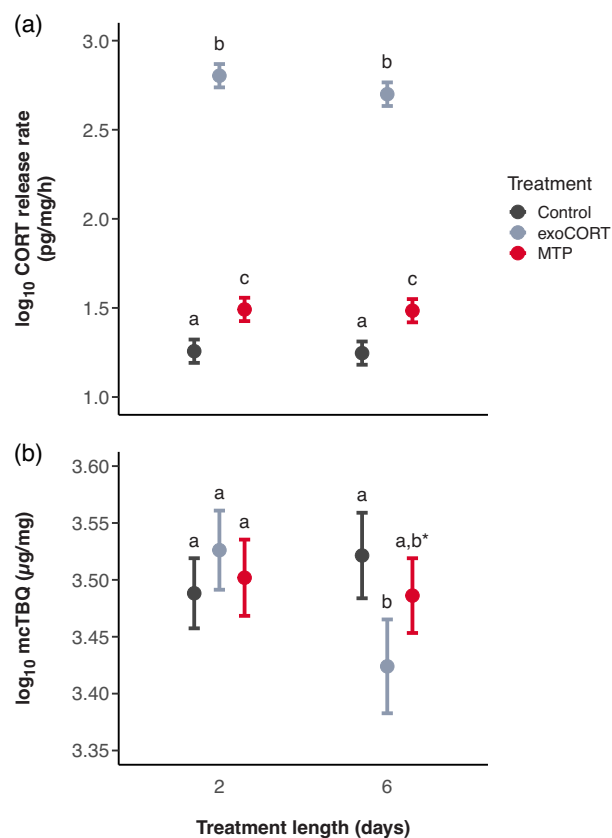 (a)
3.0
2.5
2.0
1.5
1.0
log₁₀ CORT release rate
(pg/mg/h)
b
b
c
c
a
a
Treatment
Control
exoCORT
MTP
(b)
3.60
3.55
3.50
3.45
3.40
3.35
log₁₀ mcTBQ (µg/mg)
a
a
a
a
a,b*
b
2
6
Treatment length (days)